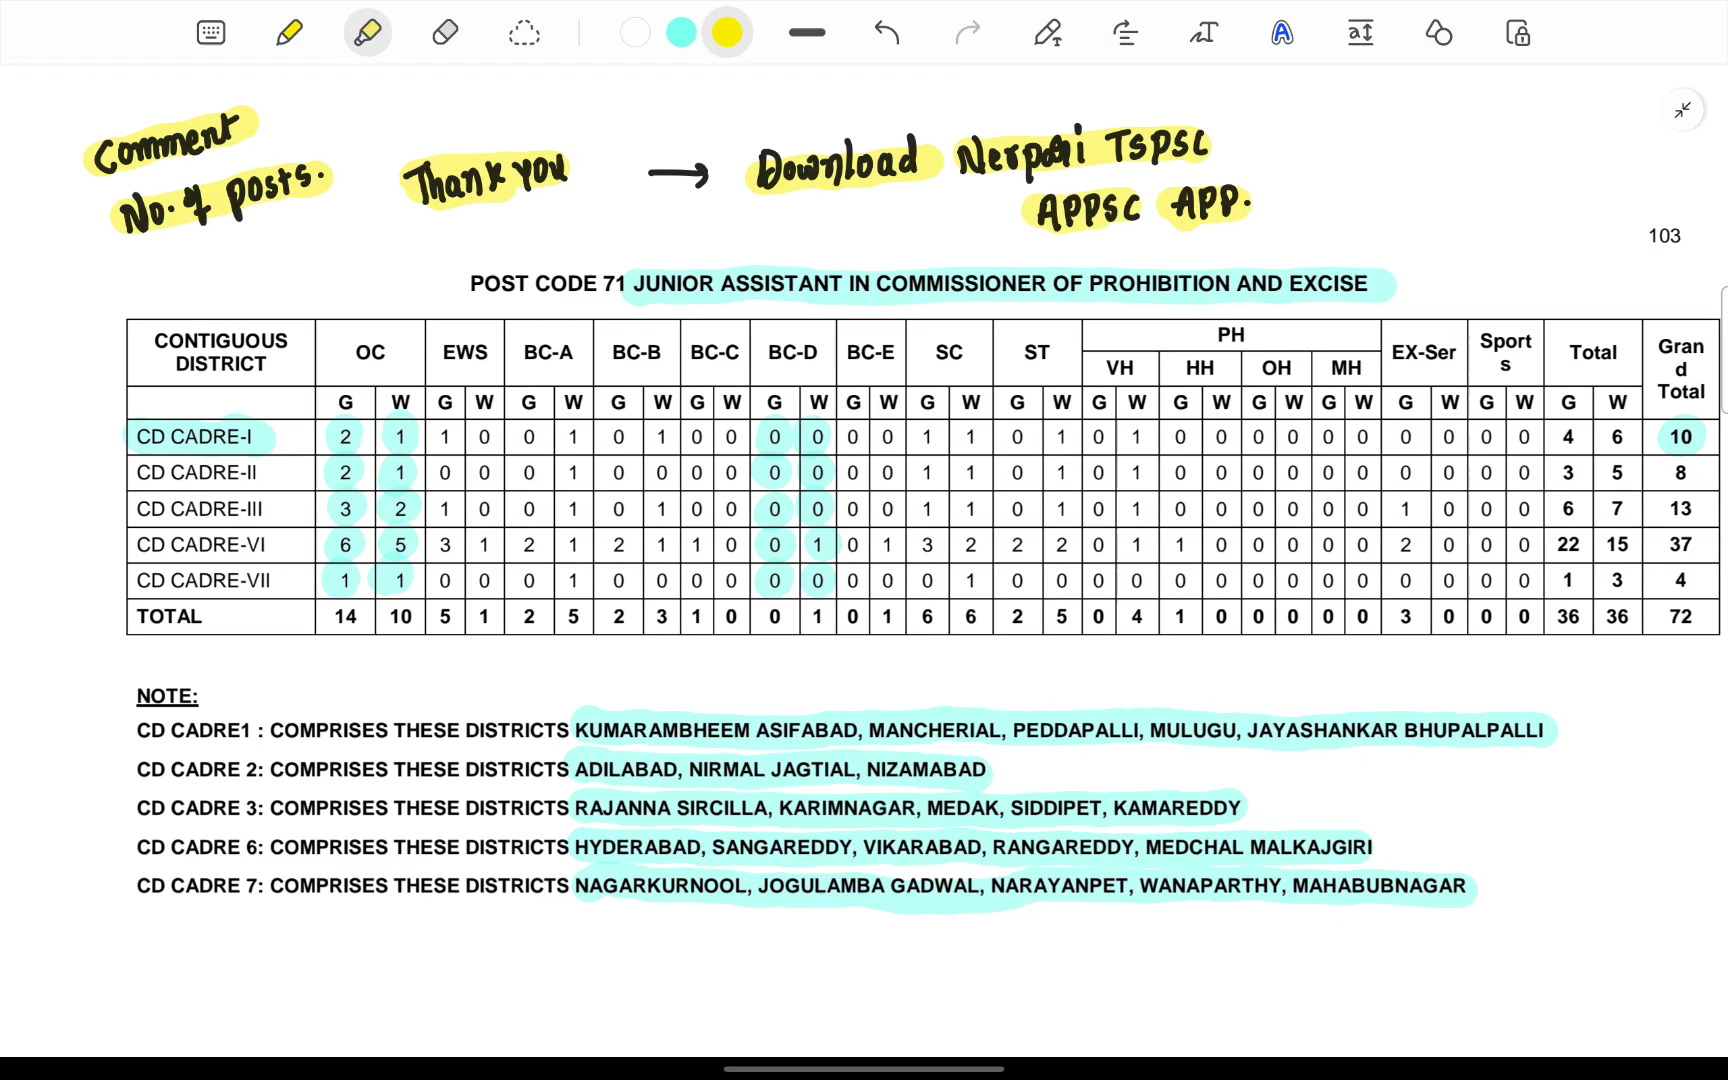 Comment
No. of posts.
Thank you → Download Nerpari TSPSC
APPSC APP.
103
POST CODE 71 JUNIOR ASSISTANT IN COMMISSIONER OF PROHIBITION AND EXCISE
CONTIGUOUS DISTRICT OC EWS BC-A BC-B BC-C BC-D BC-E SC ST PH EX-Ser Sports Total Grand Total
VH HH OH MH
G W G W G W G W G W G W G W G W G W G W G W G W G W G W G W G W
CD CADRE-I 2 1 1 0 0 1 0 1 0 0 0 0 0 0 1 1 0 1 0 1 0 0 0 0 0 0 0 0 0 0 4 6 10
CD CADRE-II 2 1 0 0 0 1 0 0 0 0 0 0 0 0 1 1 0 1 0 1 0 0 0 0 0 0 0 0 0 0 3 5 8
CD CADRE-III 3 2 1 0 0 1 0 1 0 0 0 0 0 0 1 1 0 1 0 1 0 0 0 0 0 0 1 0 0 0 6 7 13
CD CADRE-VI 6 5 3 1 2 1 2 1 1 0 0 1 0 1 3 2 2 2 0 1 1 0 0 0 0 0 2 0 0 0 22 15 37
CD CADRE-VII 1 1 0 0 0 1 0 0 0 0 0 0 0 0 0 1 0 0 0 0 0 0 0 0 0 0 0 0 0 0 1 3 4
TOTAL 14 10 5 1 2 5 2 3 1 0 0 1 0 1 6 6 2 5 0 4 1 0 0 0 0 0 3 0 0 0 36 36 72
NOTE:
CD CADRE1 : COMPRISES THESE DISTRICTS KUMARAMBHEEM ASIFABAD, MANCHERIAL, PEDDAPALLI, MULUGU, JAYASHANKAR BHUPALPALLI
CD CADRE 2: COMPRISES THESE DISTRICTS ADILABAD, NIRMAL JAGTIAL, NIZAMABAD
CD CADRE 3: COMPRISES THESE DISTRICTS RAJANNA SIRCILLA, KARIMNAGAR, MEDAK, SIDDIPET, KAMAREDDY
CD CADRE 6: COMPRISES THESE DISTRICTS HYDERABAD, SANGAREDDY, VIKARABAD, RANGAREDDY, MEDCHAL MALKAJGIRI
CD CADRE 7: COMPRISES THESE DISTRICTS NAGARKURNOOL, JOGULAMBA GADWAL, NARAYANPET, WANAPARTHY, MAHABUBNAGAR